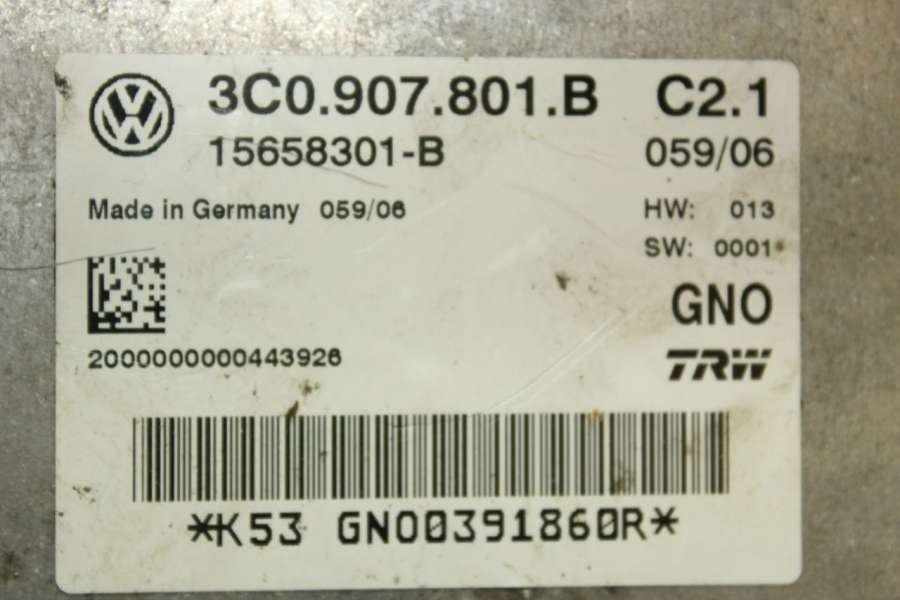 3C0.907.801.B C2.1
15658301-B 059/06
Made in Germany 059/06 HW: 013
SW: 0001
GNO
TRW
2000000000443926
*K53 GNO0391860R*